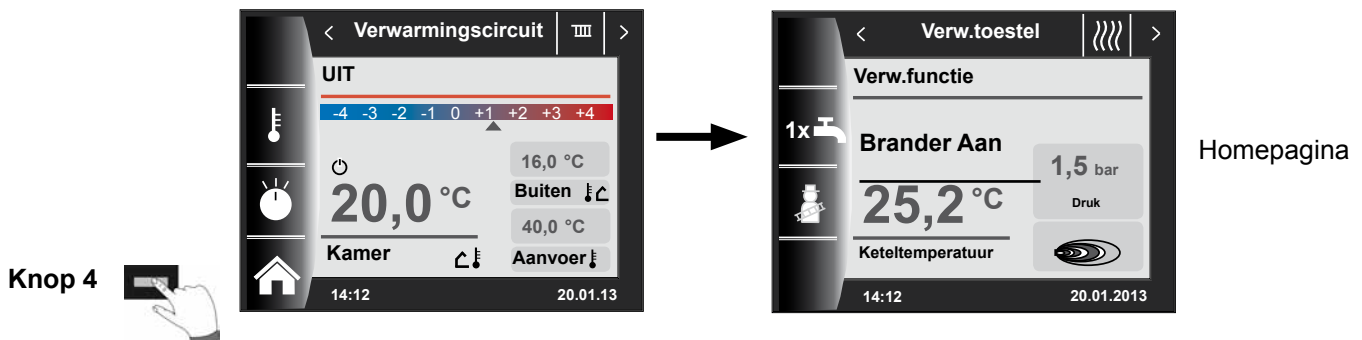 Verwarmingscircuit
UIT
-4 -3 -2 -1 0 +1 +2 +3 +4
16,0 °C
Buiten
20,0 °C
40,0 °C
Kamer
Aanvoer
14:12
20.01.13
Knop 4
Verw.toestel
Verw.functie
1x
Brander Aan
1,5 bar
Druk
25,2 °C
Keteltemperatuur
14:12
20.01.2013
Homepagina